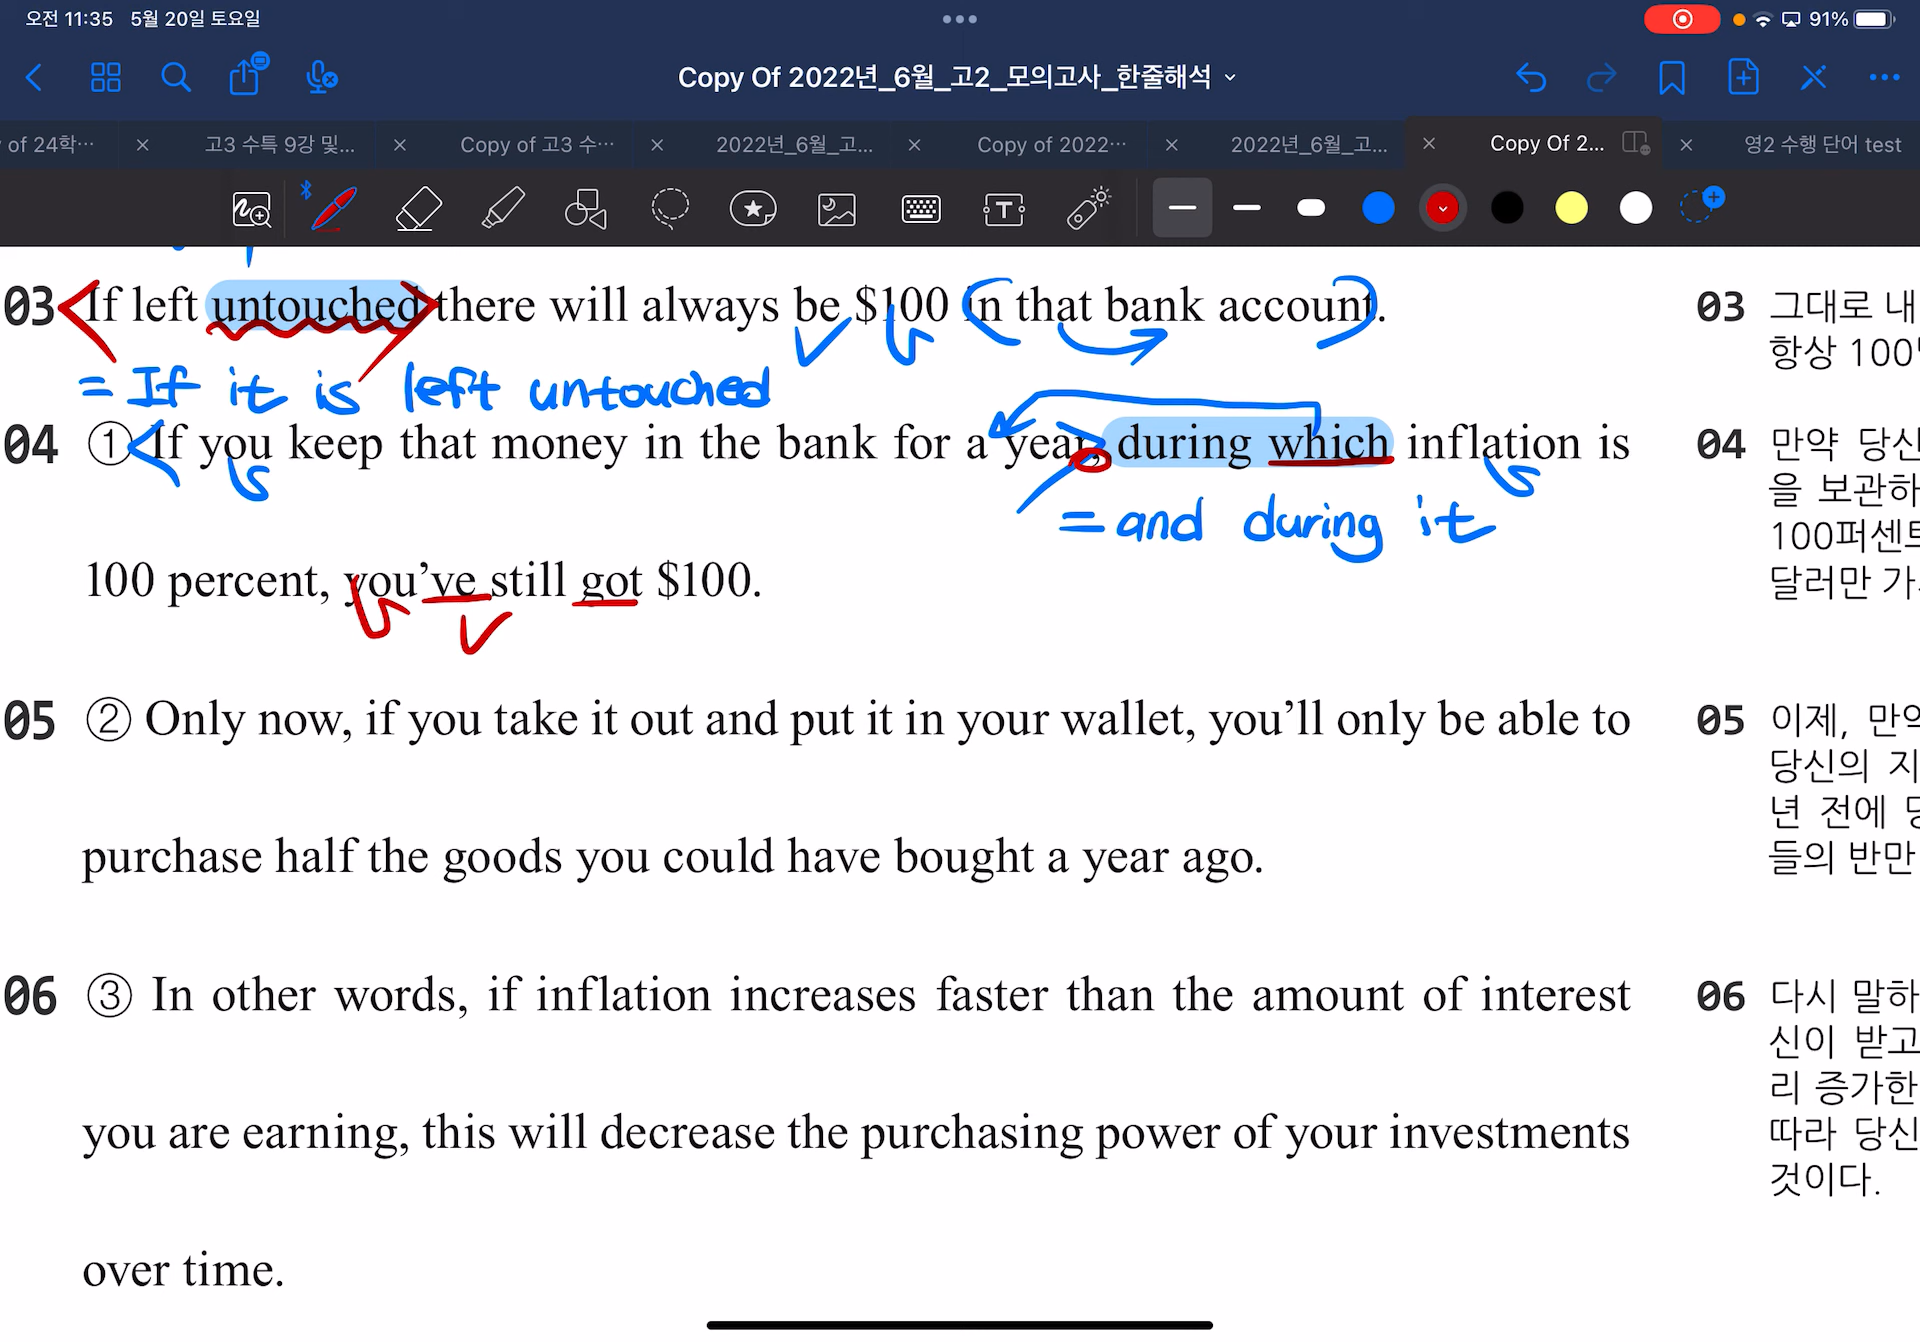 오전 11:35 5월 20일 토요일
91%
Copy Of 2022년_6월_고2_모의고사_한줄해석
of 24학… 고3 수특 9강 및... Copy of 고3 수… 2022년_6월_고... Copy of 2022… 2022년_6월_고... Copy Of 2... 영2 수행 단어 test
03 If left untouched there will always be $100 in that bank account.
= If it is left untouched
04 ① If you keep that money in the bank for a year, during which inflation is
= and during it
100 percent, you’ve still got $100.
05 ② Only now, if you take it out and put it in your wallet, you’ll only be able to
purchase half the goods you could have bought a year ago.
06 ③ In other words, if inflation increases faster than the amount of interest
you are earning, this will decrease the purchasing power of your investments
over time.
03 그대로 내
항상 100
04 만약 당신
을 보관하
100퍼센트
달러만 가
05 이제, 만약
당신의 지
년 전에
들의 반만
06 다시 말하
신이 받고
리 증가한
따라 당신
것이다.